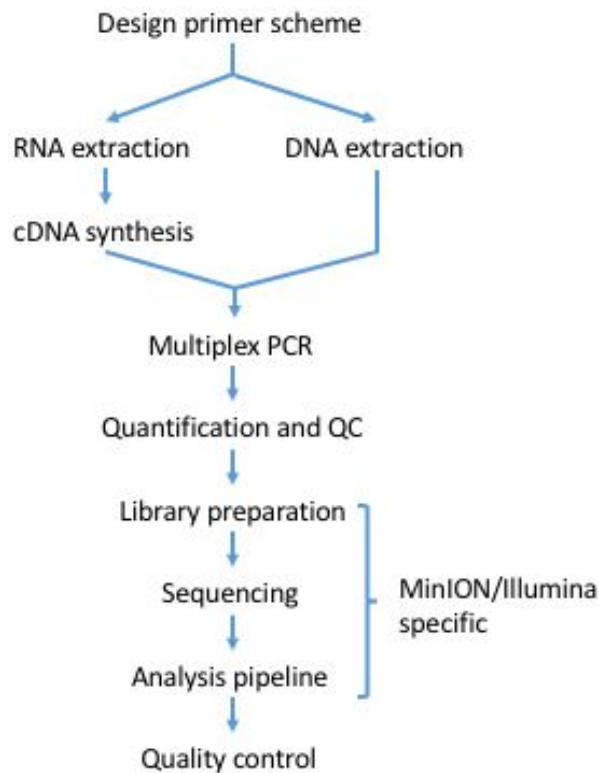 Design primer scheme
RNA extraction
DNA extraction
cDNA synthesis
Multiplex PCR
Quantification and QC
Library preparation
Sequencing
MinION/Illumina
specific
Analysis pipeline
Quality control